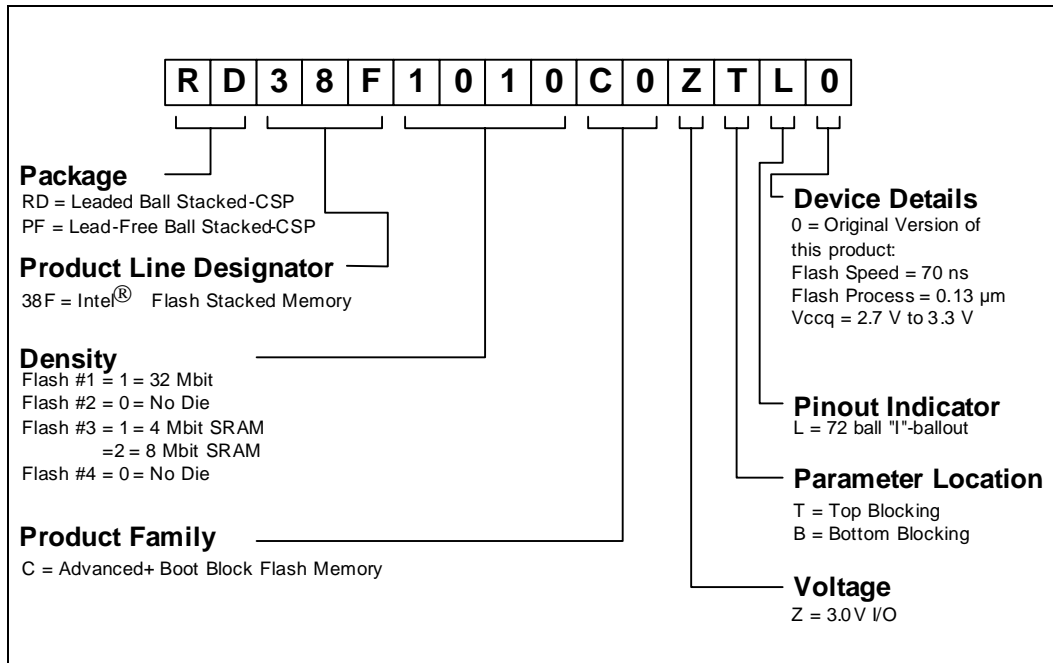 R D 3 8 F 1 0 1 0 C 0 Z T L 0
Package
RD = Leaded Ball Stacked-CSP
PF = Lead-Free Ball Stacked-CSP
Product Line Designator
38F = Intel® Flash Stacked Memory
Density
Flash #1 = 1 = 32 Mbit
Flash #2 = 0 = No Die
Flash #3 = 1 = 4 Mbit SRAM
=2 = 8 Mbit SRAM
Flash #4 = 0 = No Die
Product Family
C = Advanced+ Boot Block Flash Memory
Device Details
0 = Original Version of
this product:
Flash Speed = 70 ns
Flash Process = 0.13 µm
Vccq = 2.7 V to 3.3 V
Pinout Indicator
L = 72 ball "I"-ballout
Parameter Location
T = Top Blocking
B = Bottom Blocking
Voltage
Z = 3.0 V I/O